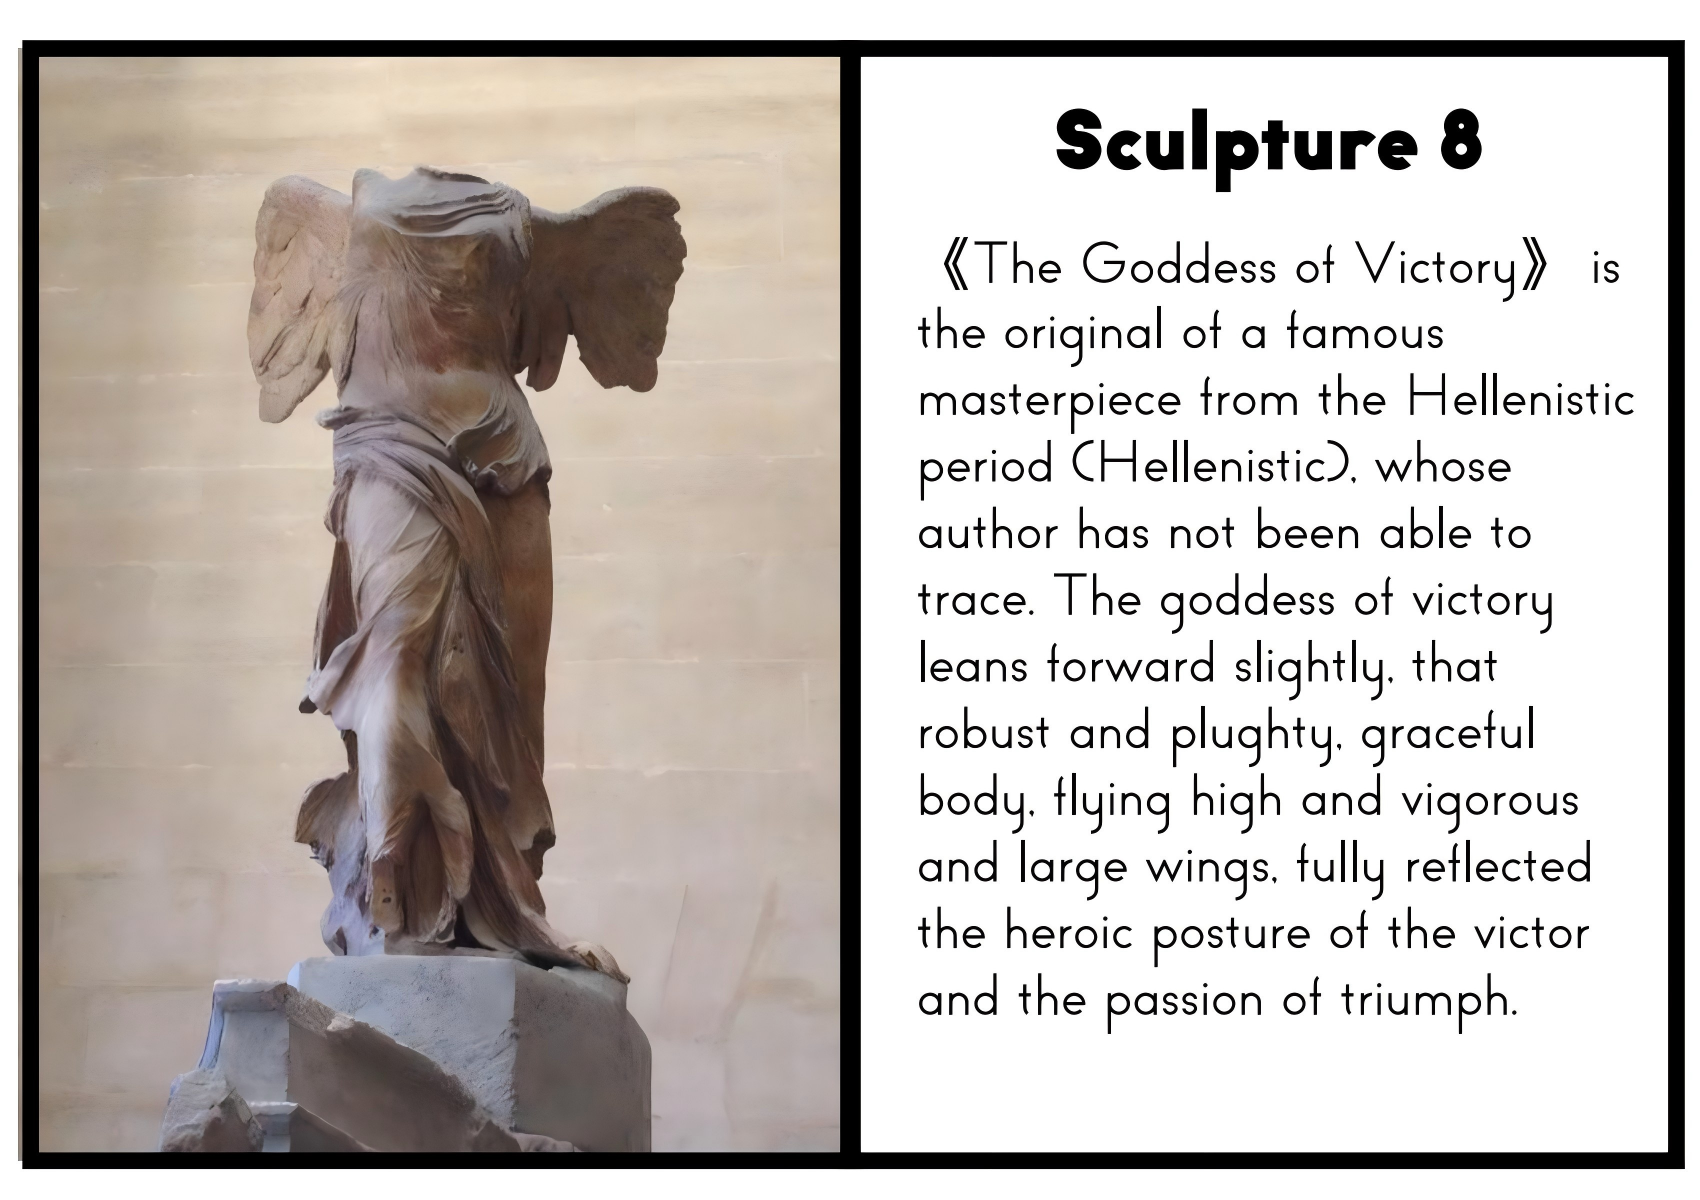 Sculpture 8
《The Goddess of Victory》 is
the original of a famous
masterpiece from the Hellenistic
period (Hellenistic), whose
author has not been able to
trace. The goddess of victory
leans forward slightly, that
robust and plughty, graceful
body, flying high and vigorous
and large wings, fully reflected
the heroic posture of the victor
and the passion of triumph.